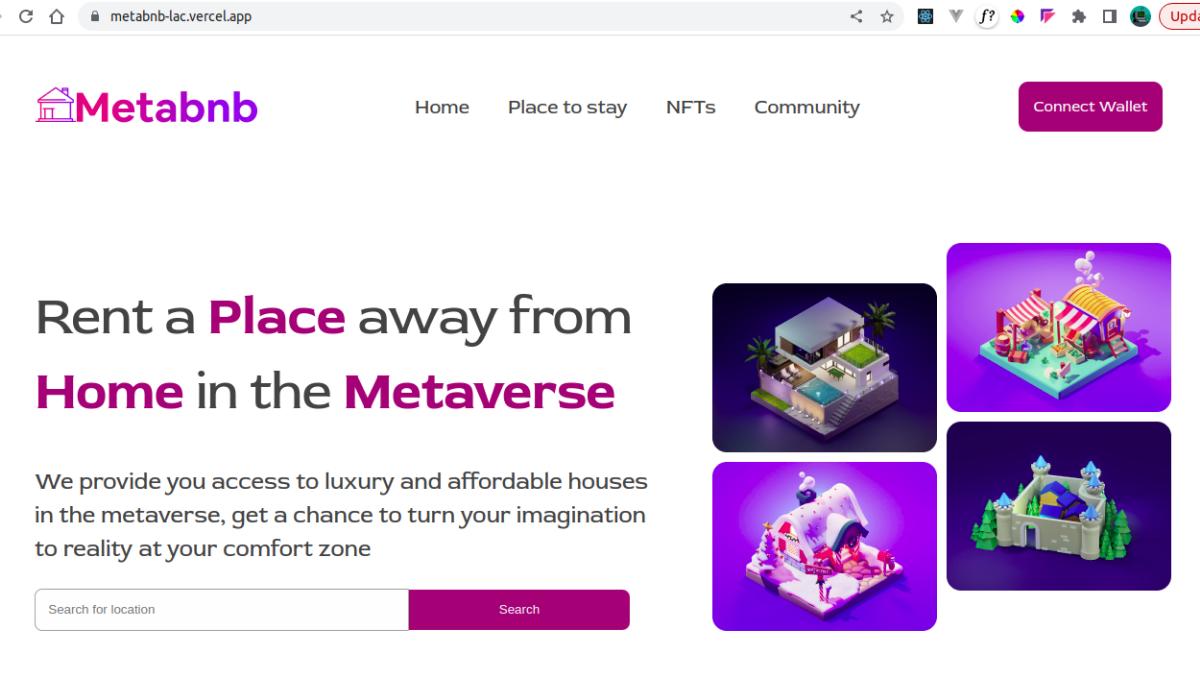 metabnb-lac.vercel.app
f?
Metabnb
Home
Place to stay
NFTs
Community
Connect Wallet
Rent a Place away from
Home in the Metaverse
We provide you access to luxury and affordable houses
in the metaverse, get a chance to turn your imagination
to reality at your comfort zone
Search for location
Search